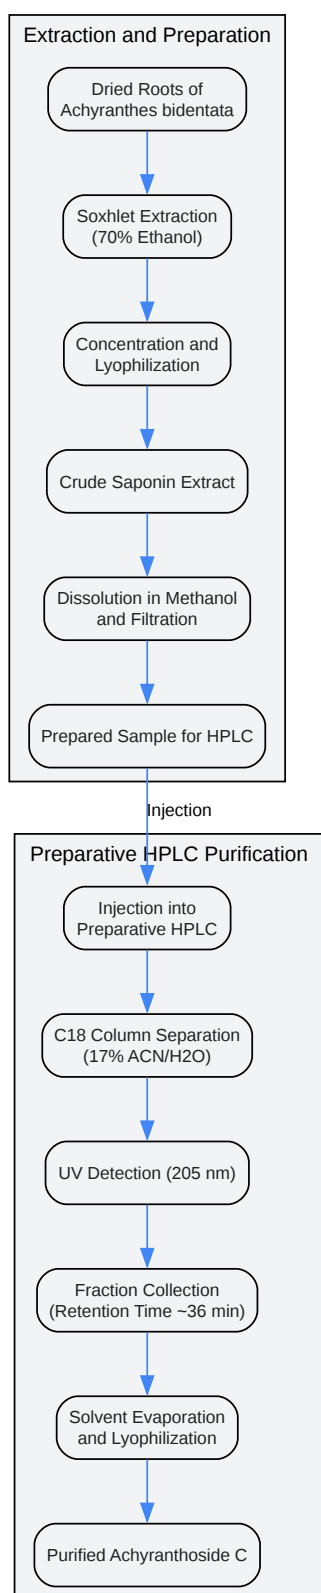 Extraction and Preparation
Dried Roots of
Achyranthes bidentata
Soxhlet Extraction
(70% Ethanol)
Concentration and
Lyophilization
Crude Saponin Extract
Dissolution in Methanol
and Filtration
Prepared Sample for HPLC
Injection
Preparative HPLC Purification
Injection into
Preparative HPLC
C18 Column Separation
(17% ACN/H2O)
UV Detection (205 nm)
Fraction Collection
(Retention Time ~36 min)
Solvent Evaporation
and Lyophilization
Purified Achyranthoside C